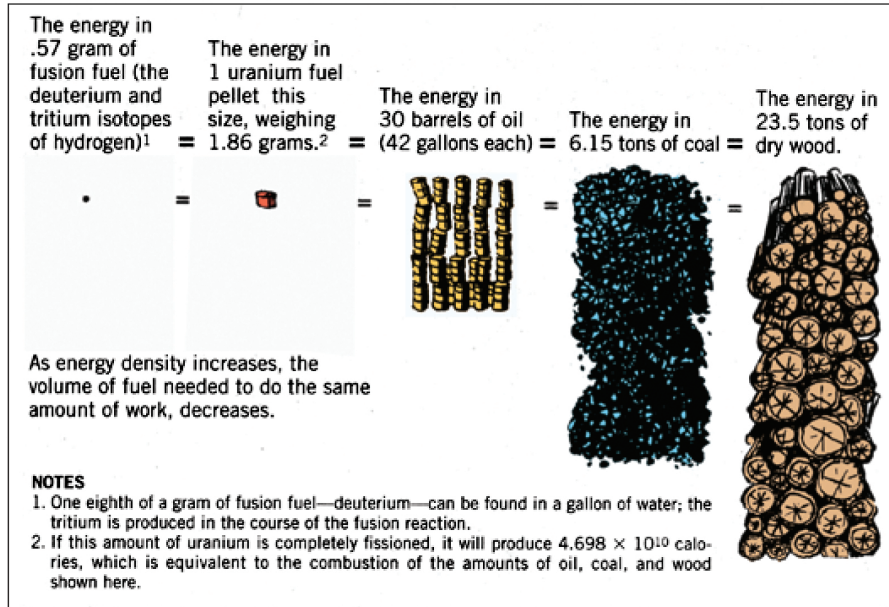 The energy in
.57 gram of
fusion fuel (the
deuterium and
tritium isotopes
of hydrogen)¹
=
The energy in
1 uranium fuel
pellet this
size, weighing
1.86 grams.²
=
The energy in
30 barrels of oil
(42 gallons each)
=
The energy in
6.15 tons of coal
=
The energy in
23.5 tons of
dry wood.
=
=
=
=
As energy density increases, the
volume of fuel needed to do the same
amount of work, decreases.
NOTES
1. One eighth of a gram of fusion fuel—deuterium—can be found in a gallon of water; the
tritium is produced in the course of the fusion reaction.
2. If this amount of uranium is completely fissioned, it will produce 4.698 × 10¹⁰ calo-
ries, which is equivalent to the combustion of the amounts of oil, coal, and wood
shown here.